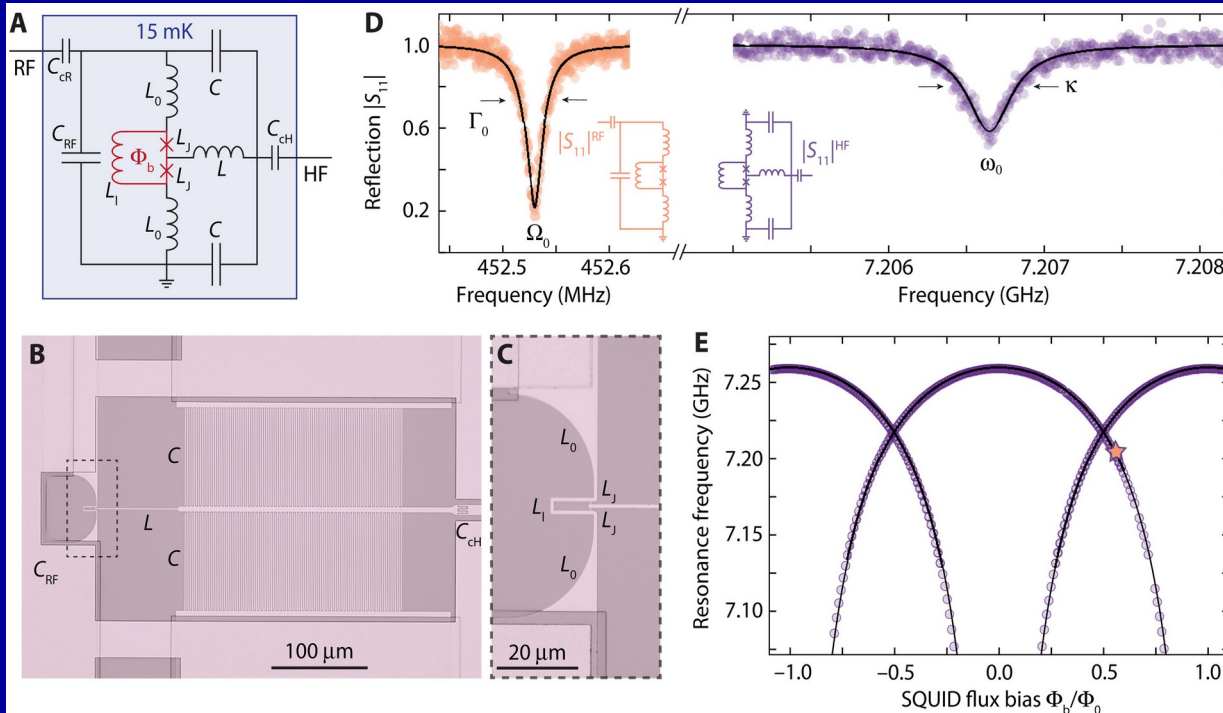 A
15 mK
RF
C_cR
C
L_0
C_RF
Φ_b
L_J
L_J
L
C_cH
HF
L_I
L_0
C
D
Reflection |S_11|
1.0
0.6
0.2
Γ_0
Ω_0
|S_11|^RF
452.5
452.6
Frequency (MHz)
|S_11|^HF
κ
ω_0
7.206
7.207
7.208
Frequency (GHz)
B
C
L
C
C_RF
C_cH
100 µm
C
L_0
L_I
L_J
L_J
L_0
20 µm
E
Resonance frequency (GHz)
7.25
7.20
7.15
7.10
−1.0
−0.5
0.0
0.5
1.0
SQUID flux bias Φ_b/Φ_0